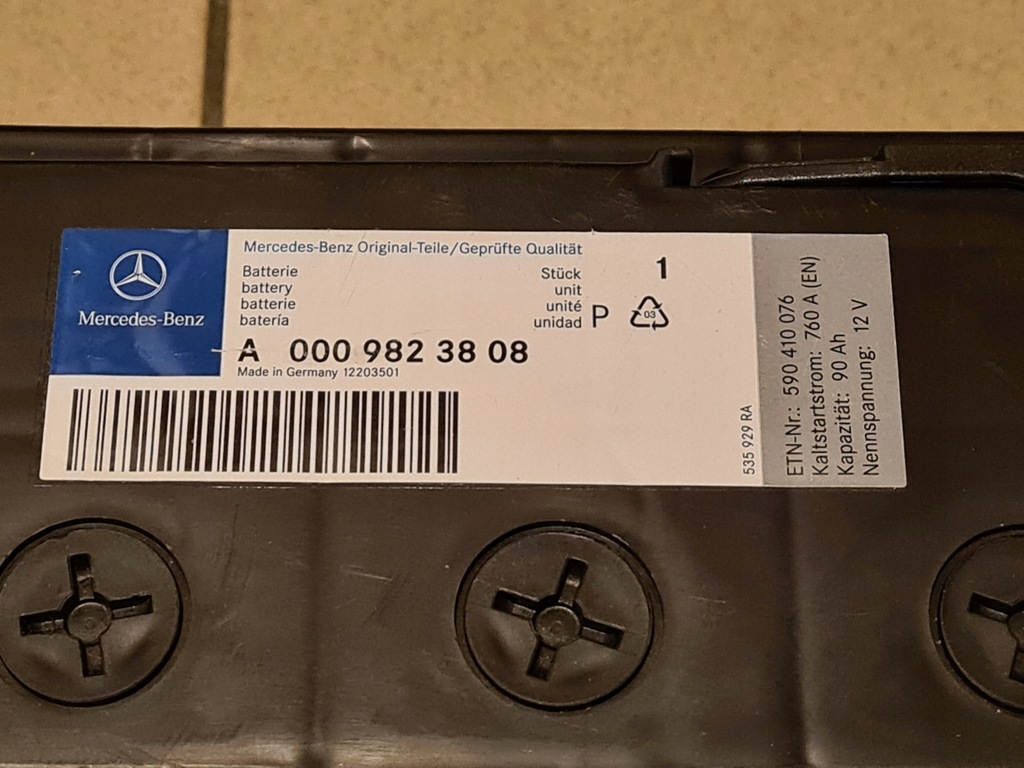 Mercedes-Benz
Mercedes-Benz Original-Teile/Geprüfte Qualität
Batterie
battery
batterie
batería
Stück
unit
unité
unidad
1
P
03
A 000 982 38 08
Made in Germany 12203501
535 929 RA
ETN-Nr.: 590 410 076
Kaltstartstrom: 760 A (EN)
Kapazität: 90 Ah
Nennspannung: 12 V